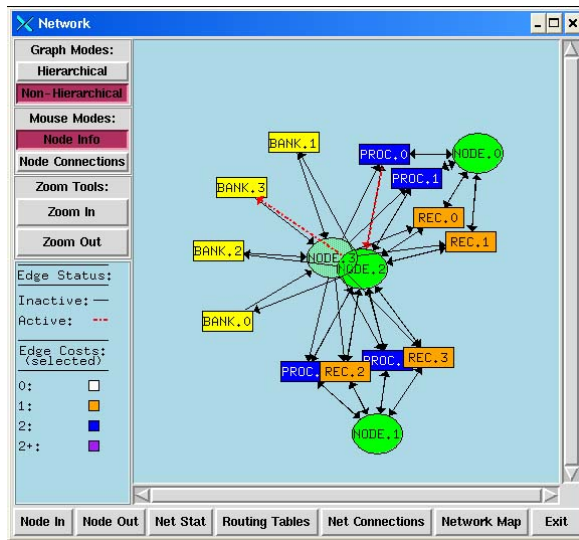 Network
Graph Modes:
Hierarchical
Non-Hierarchical
Mouse Modes:
Node Info
Node Connections
Zoom Tools:
Zoom In
Zoom Out
Edge Status:
Inactive:
Active:
Edge Costs:
(selected)
0:
1:
2:
2+:
BANK.1
PROC.0
NODE.0
PROC.1
BANK.3
REC.0
REC.1
BANK.2
NODE.3
NODE.2
BANK.0
PROC.
REC.3
PROC.
REC.2
NODE.1
Node In
Node Out
Net Stat
Routing Tables
Net Connections
Network Map
Exit